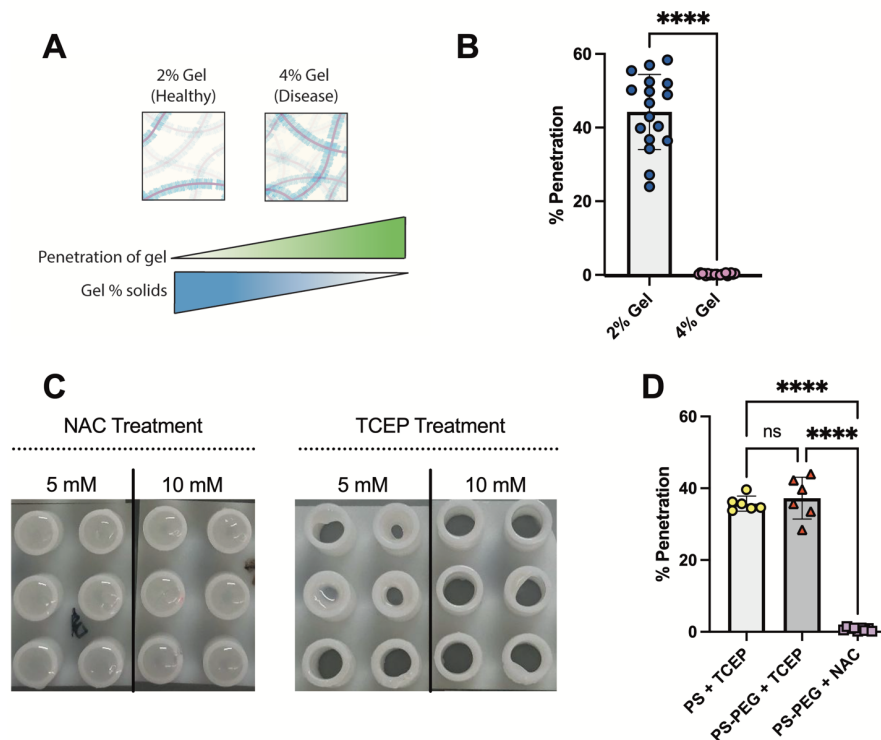 A
2% Gel
(Healthy)
4% Gel
(Disease)
Penetration of gel
Gel % solids
B
****
% Penetration
60
40
20
0
2% Gel
4% Gel
C
NAC Treatment
TCEP Treatment
5 mM
10 mM
5 mM
10 mM
D
****
ns
****
% Penetration
60
40
20
0
PS + TCEP
PS-PEG + TCEP
PS-PEG + NAC